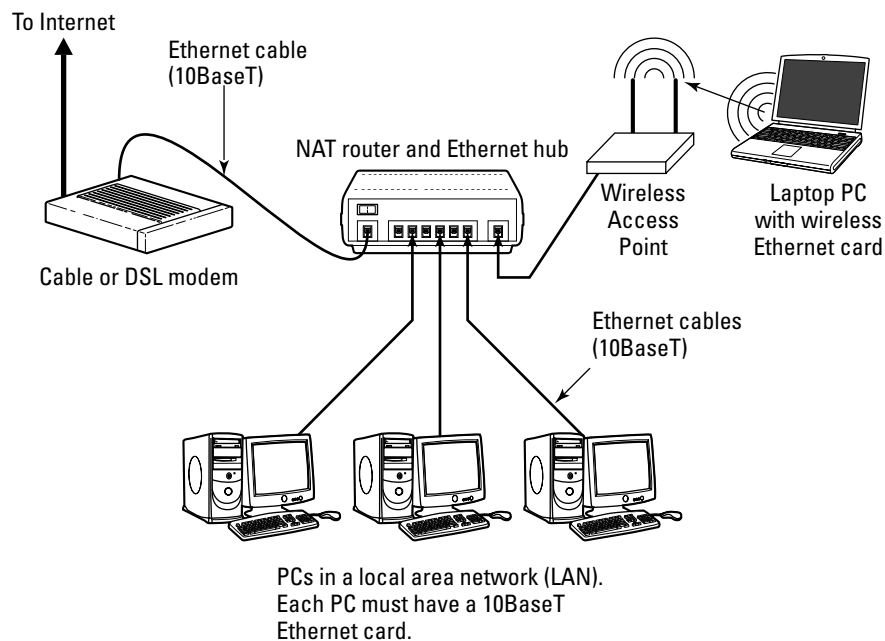 To Internet
Ethernet cable
(10BaseT)
NAT router and Ethernet hub
Cable or DSL modem
Wireless
Access
Point
Laptop PC
with wireless
Ethernet card
Ethernet cables
(10BaseT)
PCs in a local area network (LAN).
Each PC must have a 10BaseT
Ethernet card.